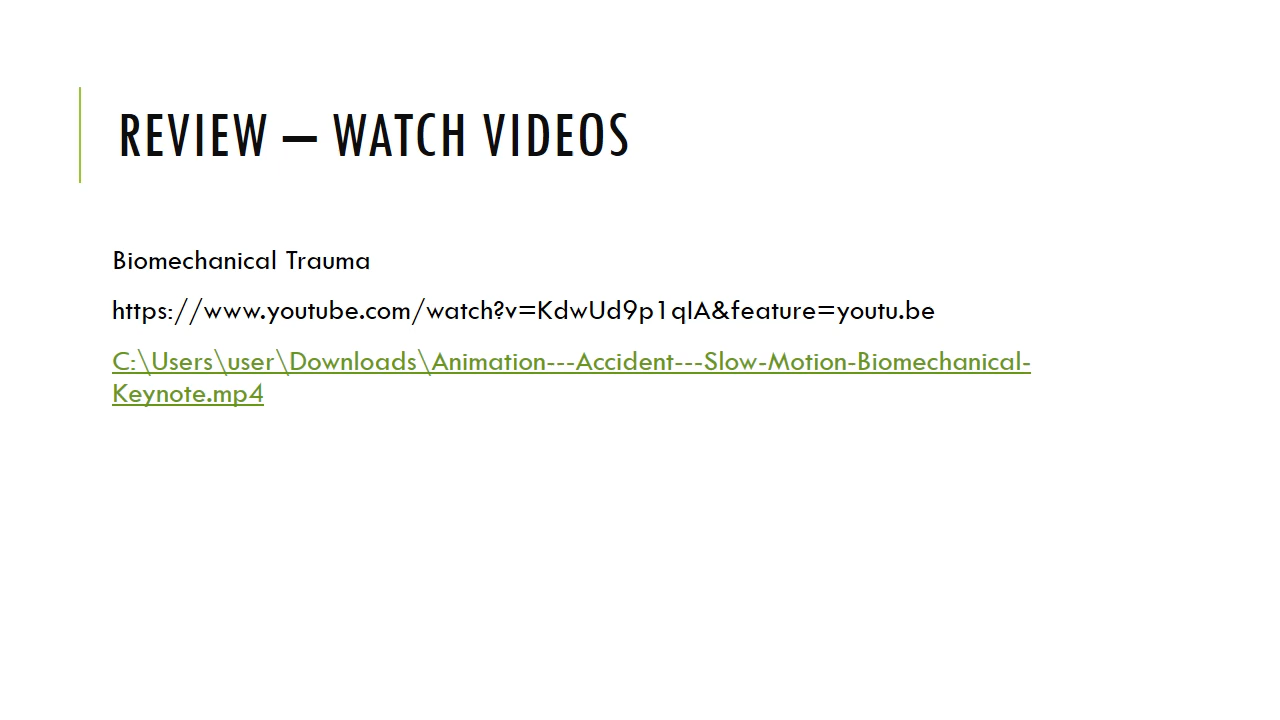 REVIEW – WATCH VIDEOS
Biomechanical Trauma
https://www.youtube.com/watch?v=KdwUd9p1qIA&feature=youtu.be
C:\Users\user\Downloads\Animation---Accident---Slow-Motion-Biomechanical-
Keynote.mp4